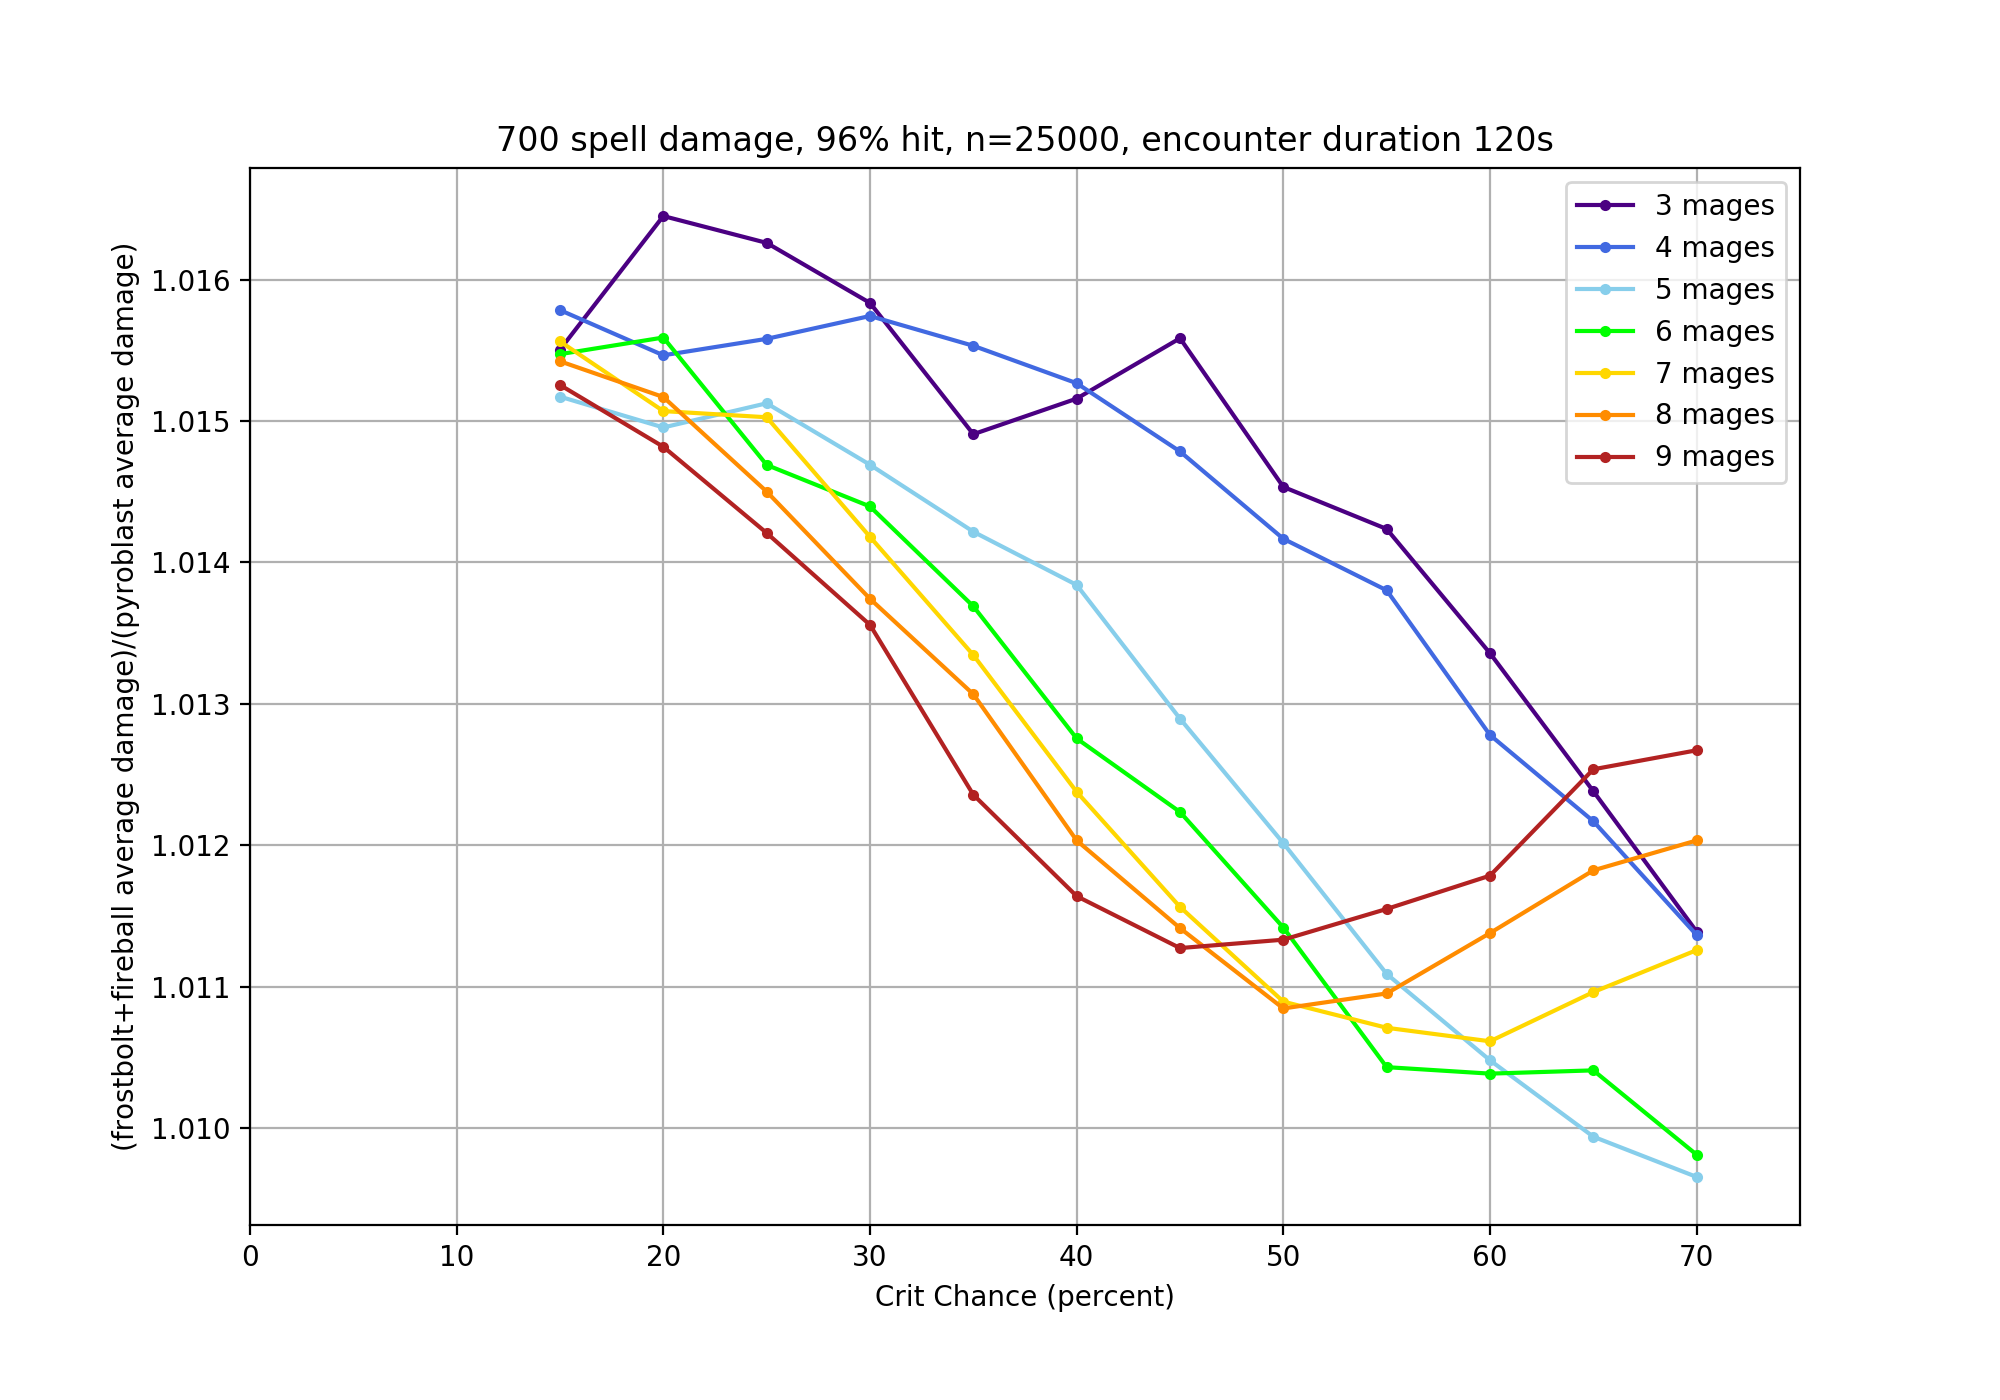 700 spell damage, 96% hit, n=25000, encounter duration 120s
(frostbolt+fireball average damage)/(pyroblast average damage)
1.016
1.015
1.014
1.013
1.012
1.011
1.010
3 mages
4 mages
5 mages
6 mages
7 mages
8 mages
9 mages
0 10 20 30 40 50 60 70
Crit Chance (percent)